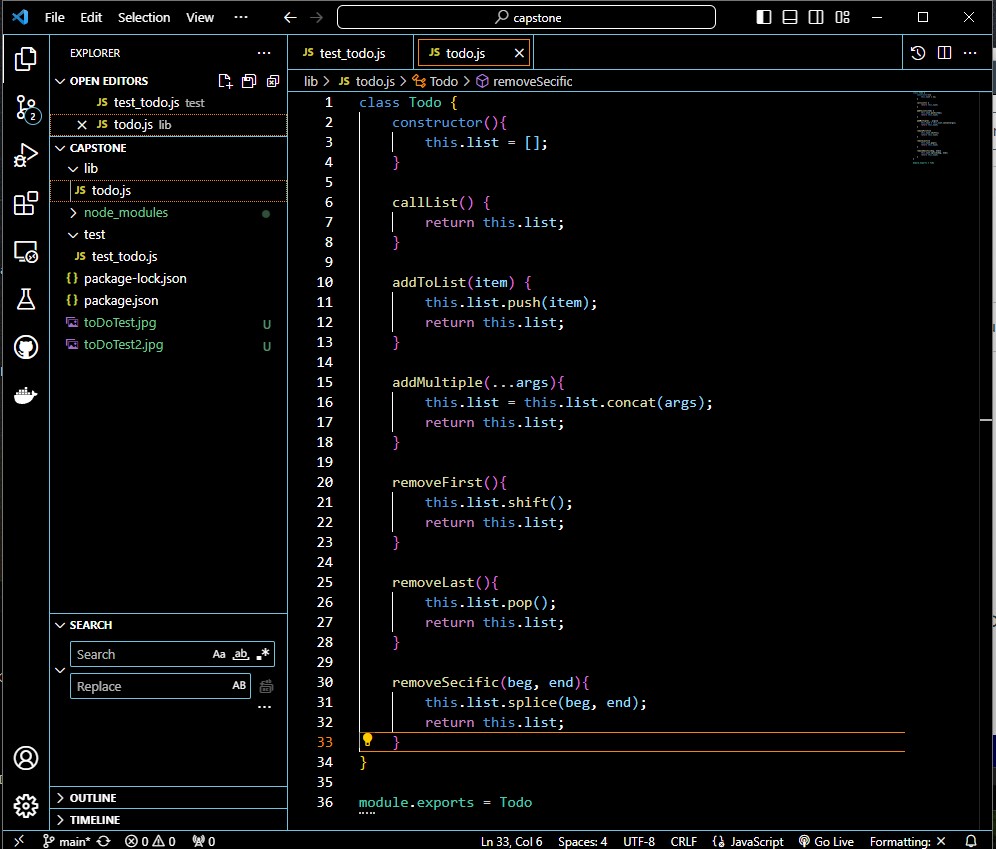 File Edit Selection View ··· capstone
EXPLORER ···
OPEN EDITORS
JS test_todo.js test
JS todo.js lib
CAPSTONE
lib
JS todo.js
node_modules
test
JS test_todo.js
{} package-lock.json
{} package.json
toDoTest.jpg U
toDoTest2.jpg U
SEARCH
Search Aa ab .*
Replace AB
···
OUTLINE
TIMELINE
2
JS test_todo.js JS todo.js ···
lib > JS todo.js > Todo > removeSecific
1 class Todo {
2 constructor(){
3 this.list = [];
4 }
5
6 callList() {
7 return this.list;
8 }
9
10 addToList(item) {
11 this.list.push(item);
12 return this.list;
13 }
14
15 addMultiple(...args){
16 this.list = this.list.concat(args);
17 return this.list;
18 }
19
20 removeFirst(){
21 this.list.shift();
22 return this.list;
23 }
24
25 removeLast(){
26 this.list.pop();
27 return this.list;
28 }
29
30 removeSecific(beg, end){
31 this.list.splice(beg, end);
32 return this.list;
33 }
34 }
35
36 module.exports = Todo
main* 0 0 0 Ln 33, Col 6 Spaces: 4 UTF-8 CRLF {} JavaScript Go Live Formatting: ×